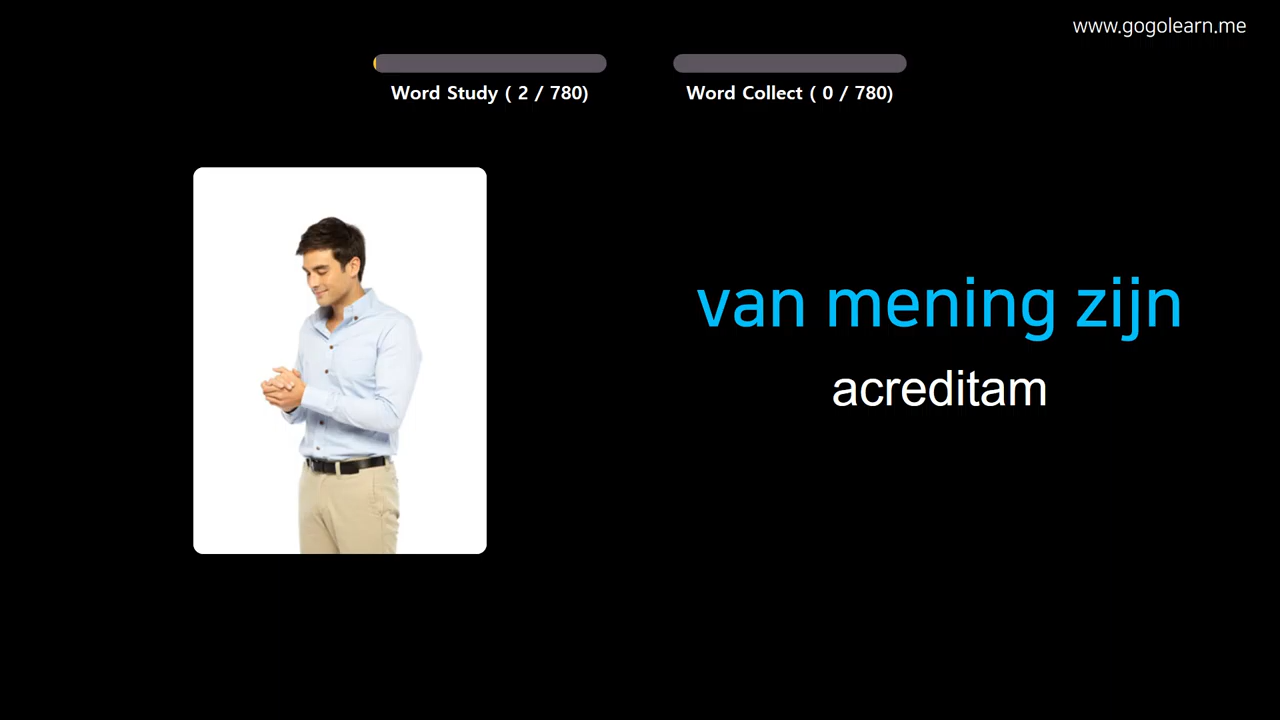 www.gogolearn.me
Word Study ( 2 / 780)
Word Collect ( 0 / 780)
van mening zijn
acreditam